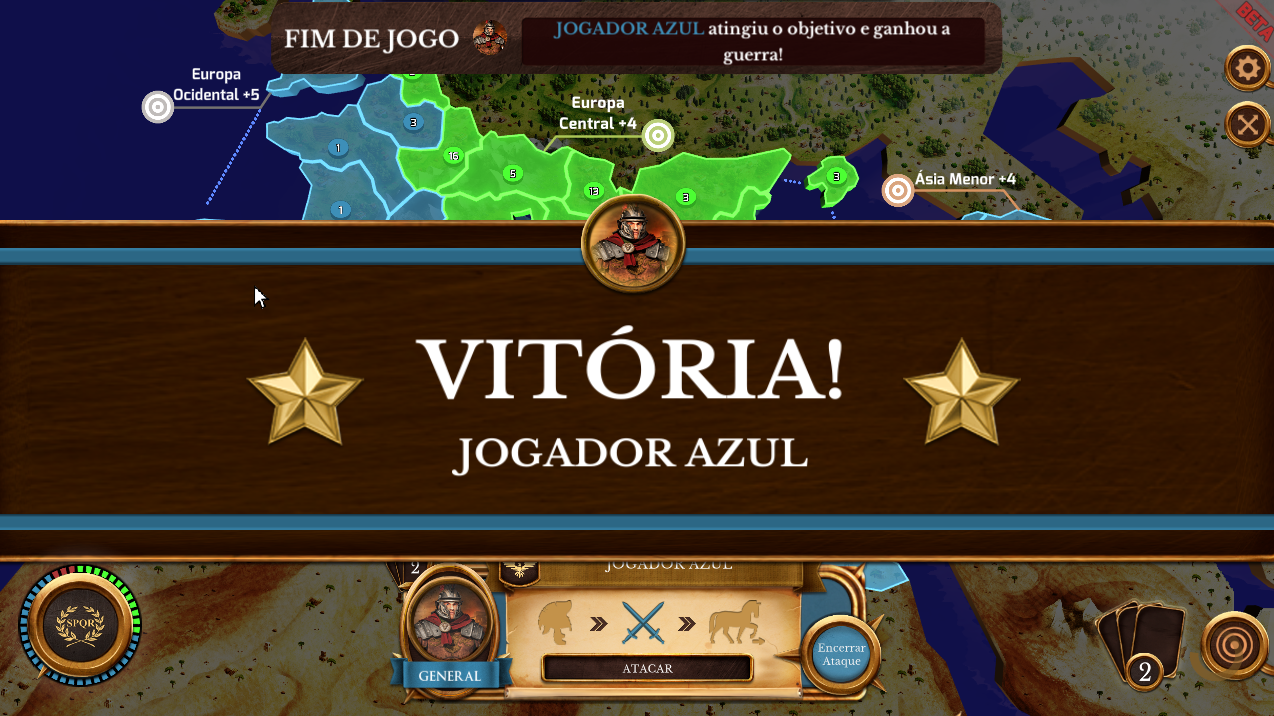 FIM DE JOGO
JOGADOR AZUL atingiu o objetivo e ganhou a
guerra!
BETA
Europa
Ocidental +5
Europa
Central +4
Ásia Menor +4
3
1
16
5
13
3
3
1
VITÓRIA!
JOGADOR AZUL
2
JOGADOR AZUL
SPQR
GENERAL
ATACAR
Encerrar
Ataque
2